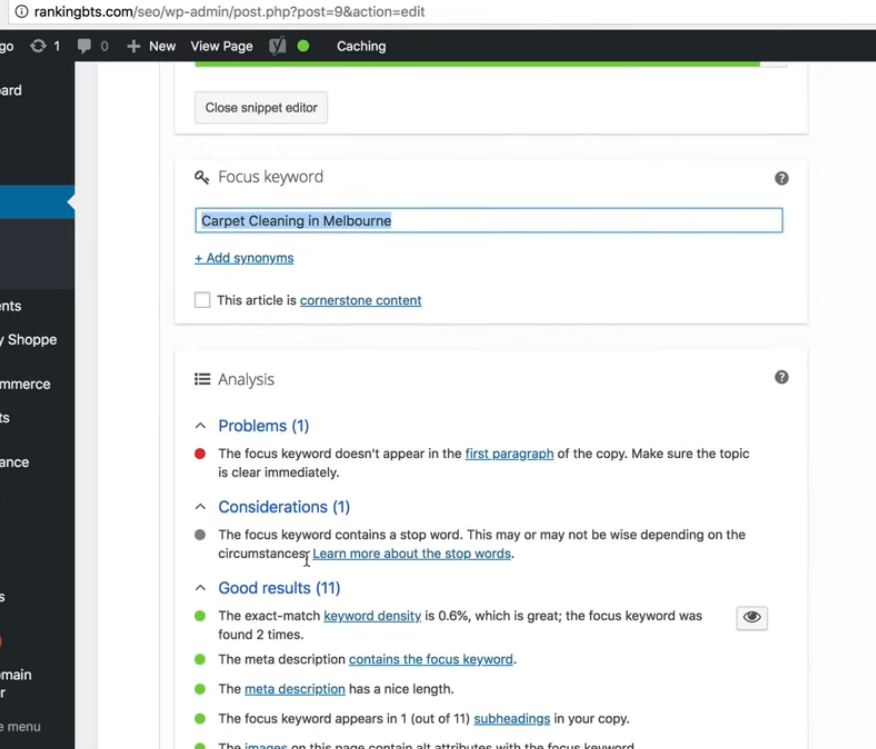 rankingbts.com/seo/wp-admin/post.php?post=9&action=edit
go 1 0 + New View Page Caching
ard
Close snippet editor
Focus keyword
Carpet Cleaning in Melbourne
+ Add synonyms
This article is cornerstone content
ents
y Shoppe
mmerce
ts
ance
s
main
r
e menu
Analysis
Problems (1)
The focus keyword doesn't appear in the first paragraph of the copy. Make sure the topic
is clear immediately.
Considerations (1)
The focus keyword contains a stop word. This may or may not be wise depending on the
circumstances. Learn more about the stop words.
Good results (11)
The exact-match keyword density is 0.6%, which is great; the focus keyword was
found 2 times.
The meta description contains the focus keyword.
The meta description has a nice length.
The focus keyword appears in 1 (out of 11) subheadings in your copy.
The images on this page contain alt attributes with the focus keyword.